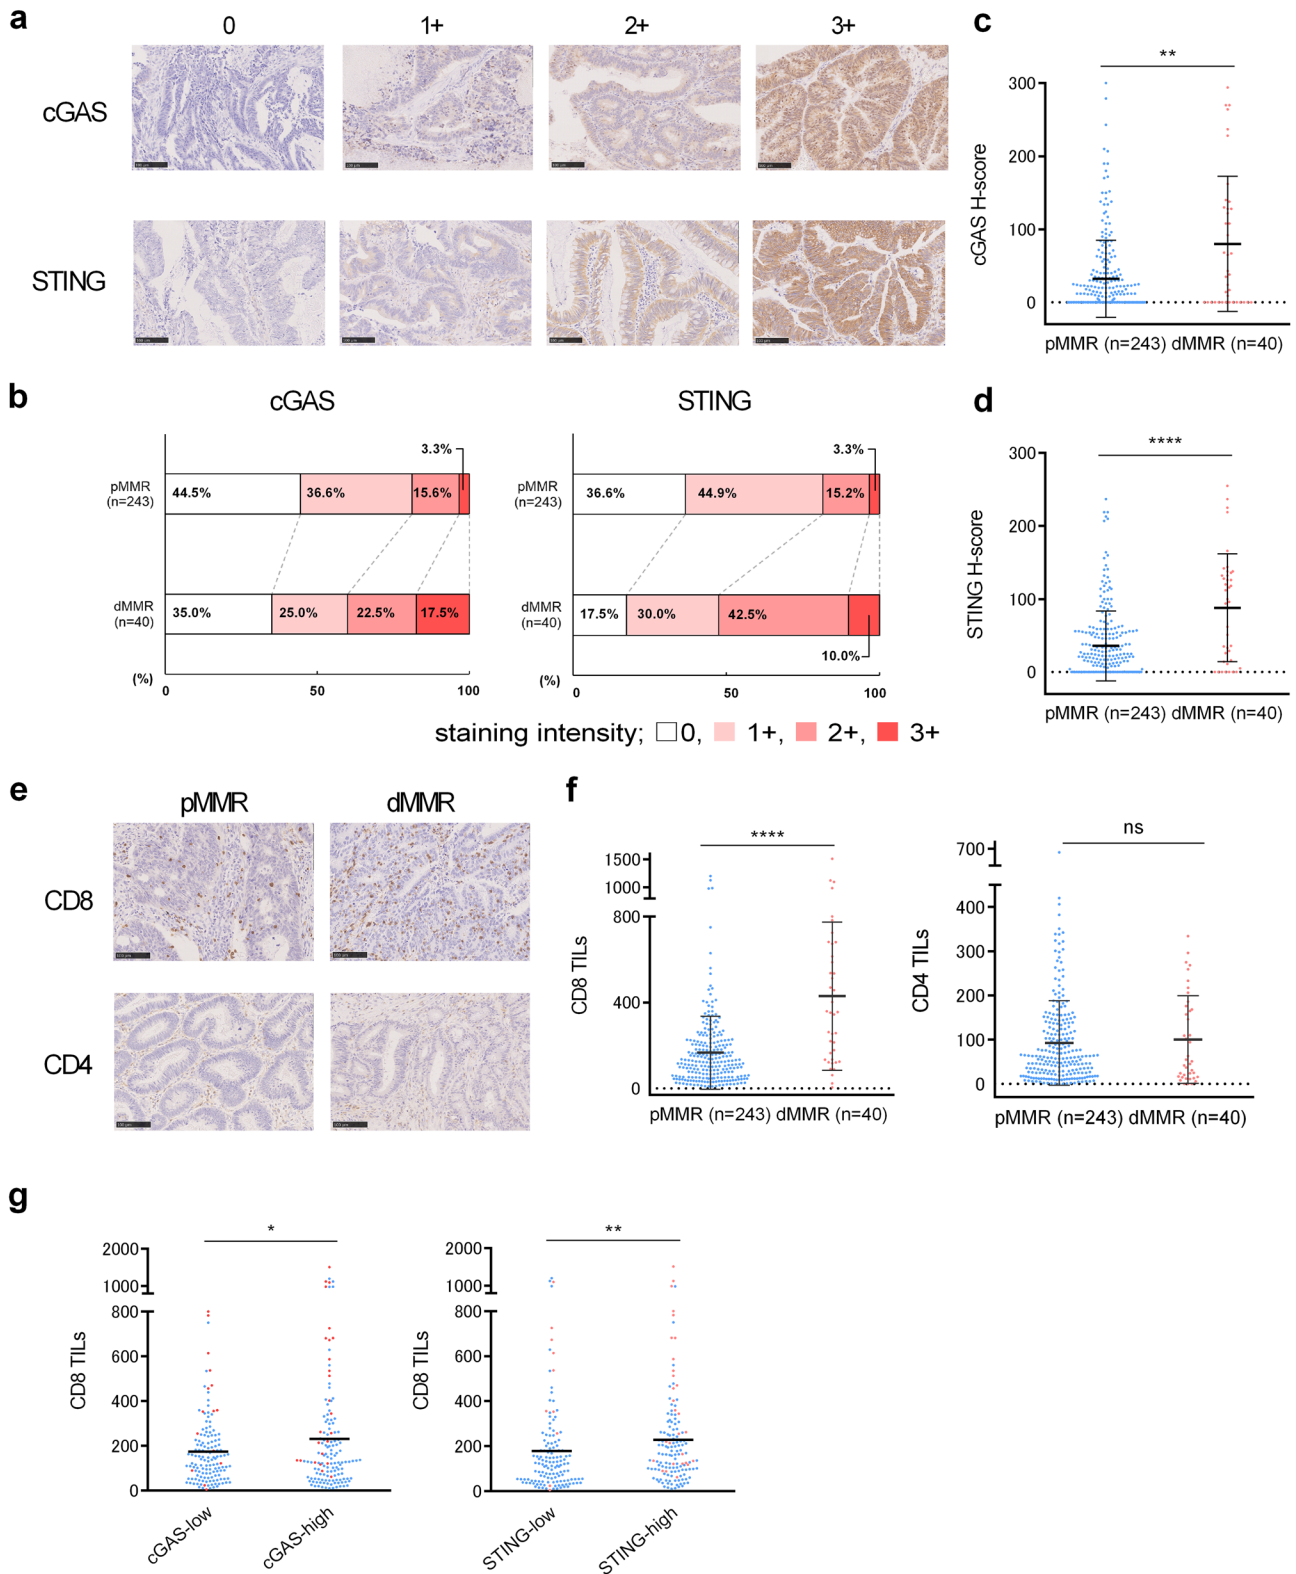 a
0 1+ 2+ 3+
cGAS
STING
b
cGAS
3.3%
pMMR
(n=243)
44.5% 36.6% 15.6%
dMMR
(n=40)
35.0% 25.0% 22.5% 17.5%
(%)
0 50 100
STING
3.3%
pMMR
(n=243)
36.6% 44.9% 15.2%
dMMR
(n=40)
17.5% 30.0% 42.5%
10.0%
(%)
0 50 100
staining intensity; 0, 1+, 2+, 3+
c
**
300
200
100
0
cGAS H-score
pMMR (n=243) dMMR (n=40)
d
****
300
200
100
0
STING H-score
pMMR (n=243) dMMR (n=40)
e
pMMR dMMR
CD8
CD4
f
****
1500
1000
800
400
0
CD8 TILs
pMMR (n=243) dMMR (n=40)
ns
700
400
300
200
100
0
CD4 TILs
pMMR (n=243) dMMR (n=40)
g
*
2000
1000
800
600
400
200
0
CD8 TILs
cGAS-low
cGAS-high
**
2000
1000
800
600
400
200
0
CD8 TILs
STING-low
STING-high